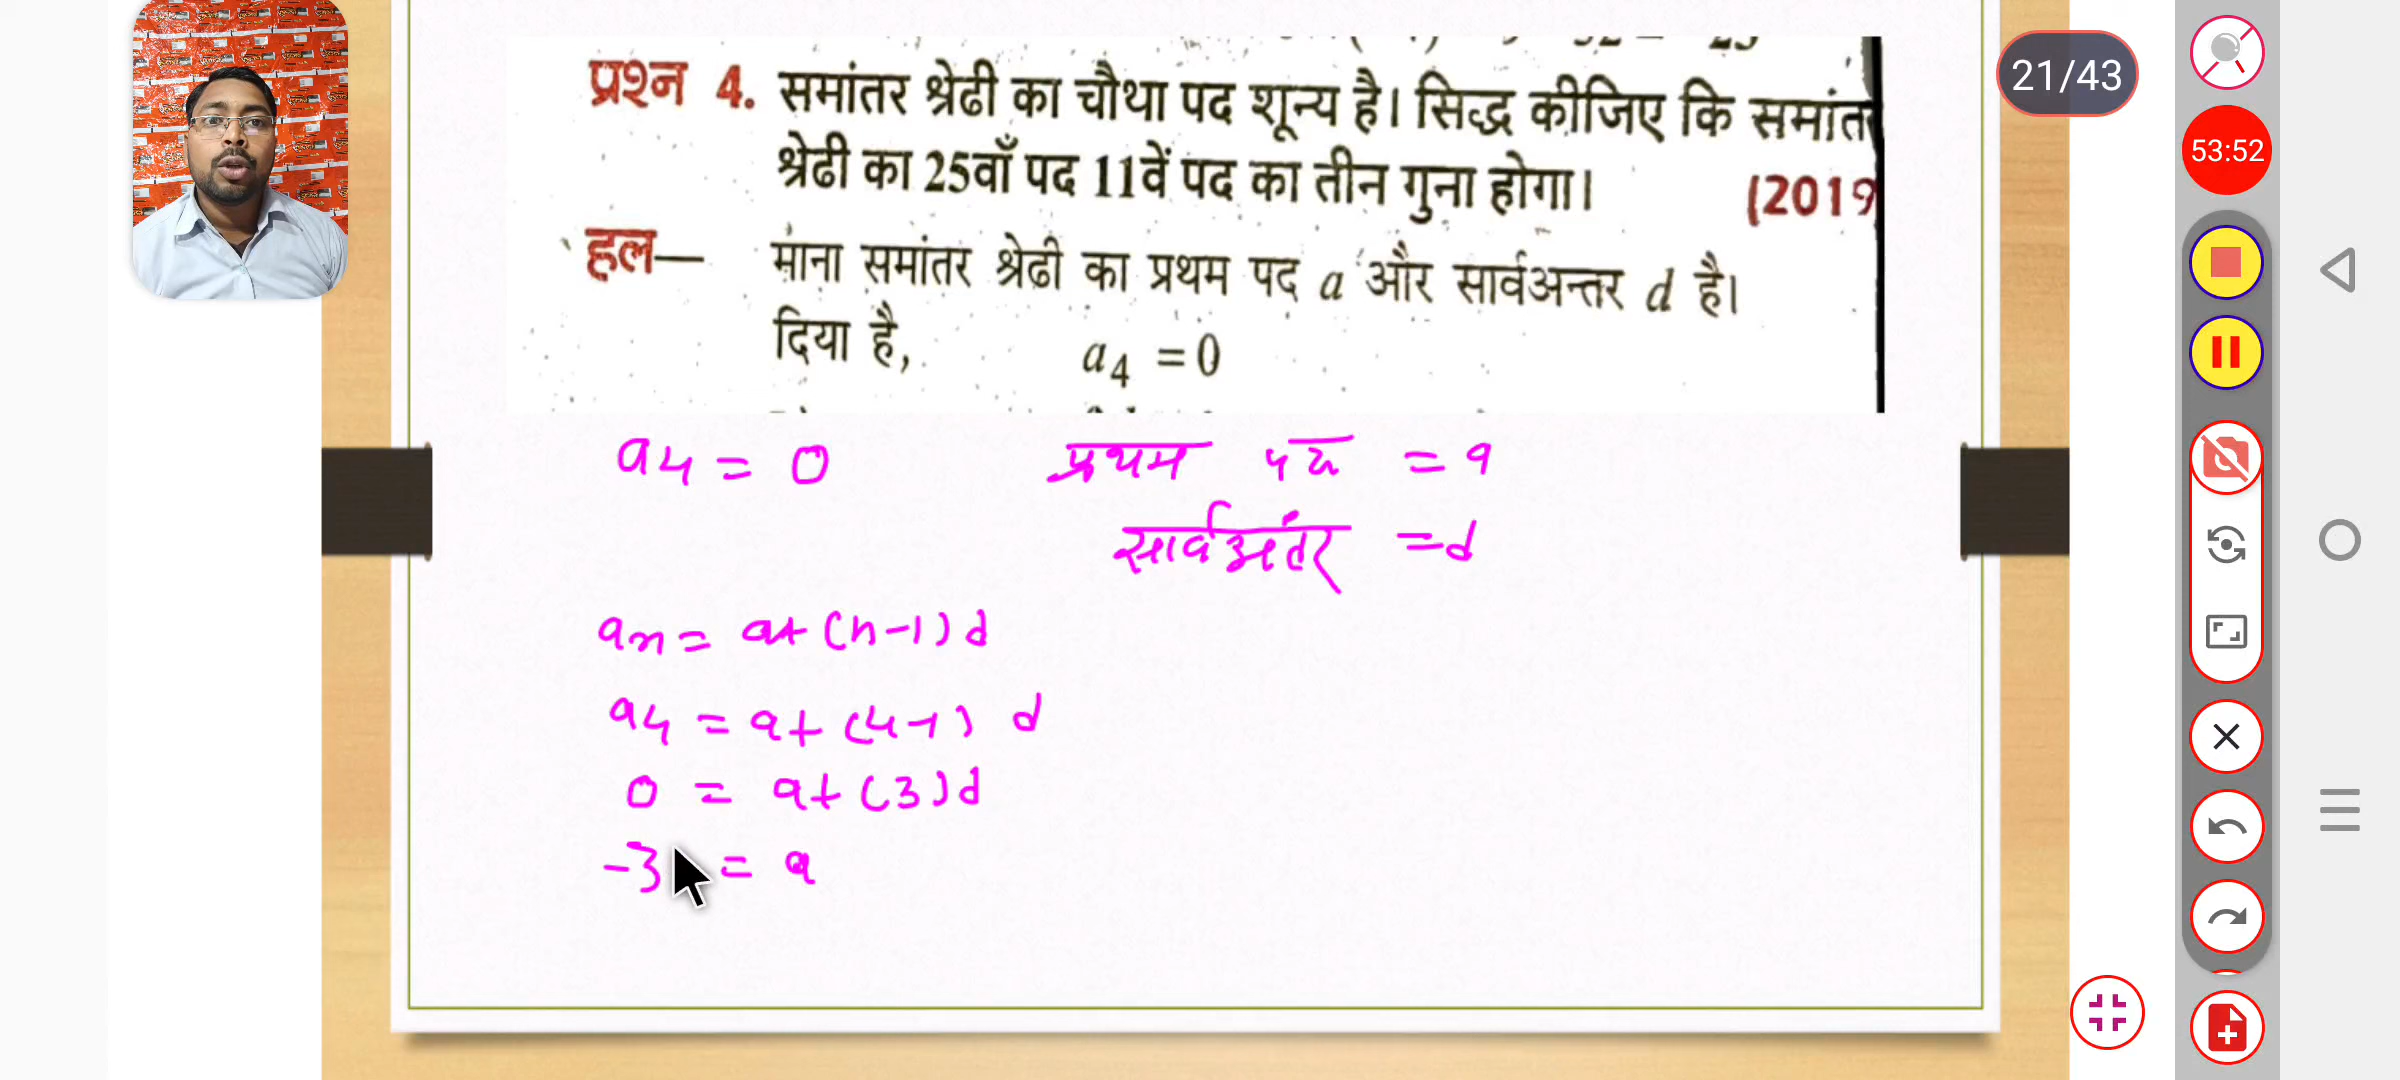 21/43
53:52
प्रश्न 4. समांतर श्रेढी का चौथा पद शून्य है। सिद्ध कीजिए कि समांत
श्रेढी का 25वाँ पद 11वें पद का तीन गुना होगा। (2019
हल— माना समांतर श्रेढी का प्रथम पद a और सार्वअन्तर d है।
दिया है, a₄ = 0
a4 = 0 प्रथम पद = a
सार्वअंतर = d
an = a+(n-1)d
a4 = a+(4-1) d
0 = a+(3)d
-3 = a